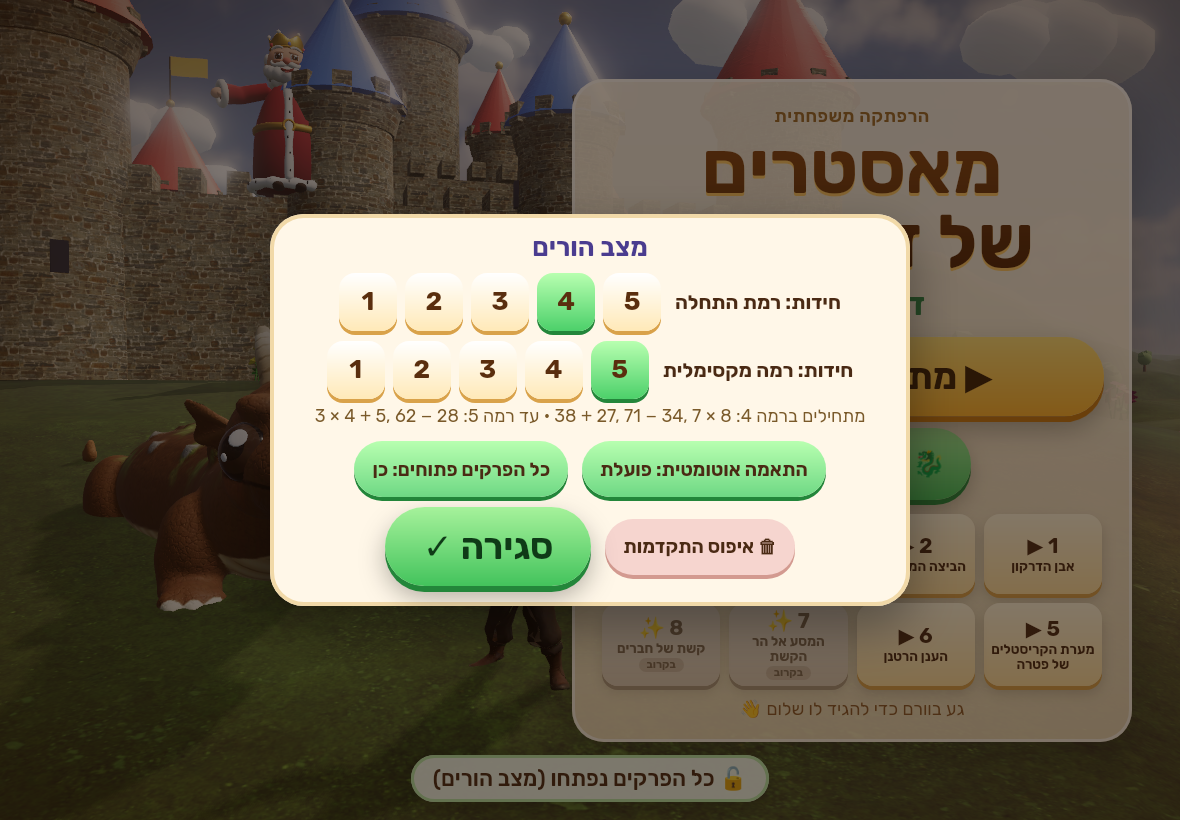 הרפתקה משפחתית
מאסטרים
של
מצב הורים
חידות: רמת התחלה
1 2 3 4 5
חידות: רמה מקסימלית
1 2 3 4 5
מתחילים ברמה 4: 8 × 7 ,34 – 71 ,27 + 38 • עד רמה 5: 28 – 62 ,5 + 4 × 3
התאמה אוטומטית: פועלת
כל הפרקים פתוחים: כן
🗑 איפוס התקדמות
סגירה ✓
1 ▶
אבן הדרקון
2 ▶
הביצה
5 ▶
מערת הקריסטלים
של פטרה
6 ▶
הענן הרטנן
7 ✨
המסע אל הר
הקשת
בקרוב
8 ✨
קשת של חברים
בקרוב
גע בוורם כדי להגיד לו שלום 👋
🔓 כל הפרקים נפתחו (מצב הורים)